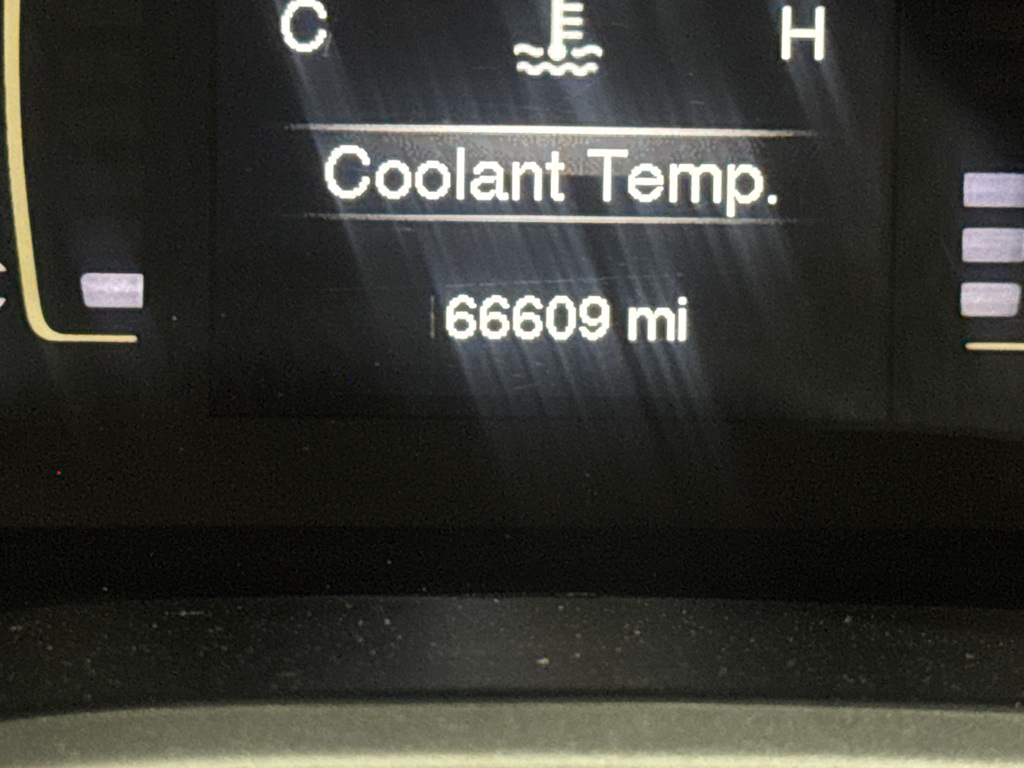 C H
Coolant Temp.
66609 mi